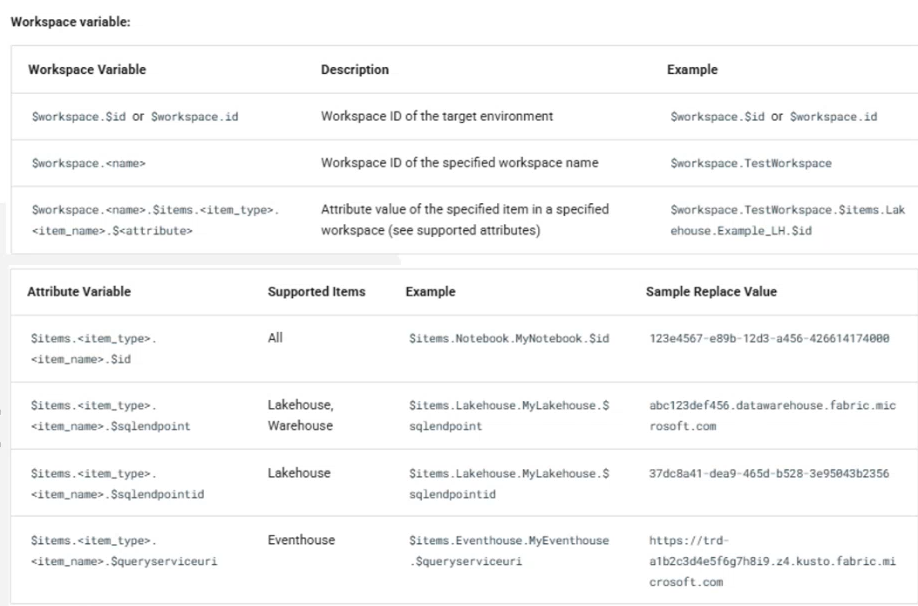 Workspace variable:
Workspace Variable Description Example
$workspace.$id or $workspace.id Workspace ID of the target environment $workspace.$id or $workspace.id
$workspace.<name> Workspace ID of the specified workspace name $workspace.TestWorkspace
$workspace.<name>.$items.<item_type>. Attribute value of the specified item in a specified $workspace.TestWorkspace.$items.Lak
<item_name>.$<attribute> workspace (see supported attributes) ehouse.Example_LH.$id
Attribute Variable Supported Items Example Sample Replace Value
$items.<item_type>. All $items.Notebook.MyNotebook.$id 123e4567-e89b-12d3-a456-426614174000
<item_name>.$id
$items.<item_type>. Lakehouse, $items.Lakehouse.MyLakehouse.$ abc123def456.datawarehouse.fabric.mic
<item_name>.$sqlendpoint Warehouse sqlendpoint rosoft.com
$items.<item_type>. Lakehouse $items.Lakehouse.MyLakehouse.$ 37dc8a41-dea9-465d-b528-3e95043b2356
<item_name>.$sqlendpointid sqlendpointid
$items.<item_type>. Eventhouse $items.Eventhouse.MyEventhouse https://trd-
<item_name>.$queryserviceuri .$queryserviceuri a1b2c3d4e5f6g7h8i9.z4.kusto.fabric.mi
crosoft.com